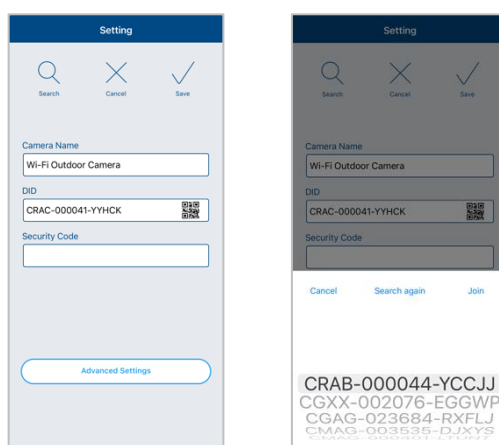 Setting
Search Cancel Save
Camera Name
Wi-Fi Outdoor Camera
DID
CRAC-000041-YYHCK
Security Code
Advanced Settings
Setting
Search Cancel Save
Camera Name
Wi-Fi Outdoor Camera
DID
CRAC-000041-YYHCK
Security Code
Cancel Search again Join
CRAB-000044-YCCJJ
CGXX-002076-EGGWP
CGAG-023684-RXFLJ
CMAG-003535-DJXYS